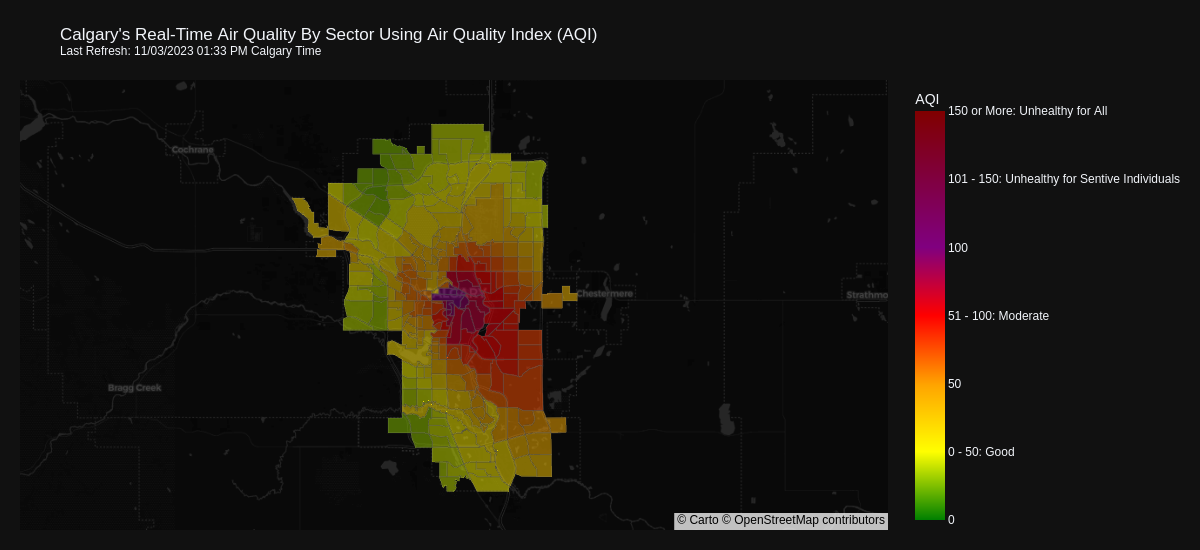 Calgary's Real-Time Air Quality By Sector Using Air Quality Index (AQI)
Last Refresh: 11/03/2023 01:33 PM Calgary Time
AQI
150 or More: Unhealthy for All
Cochrane
101 - 150: Unhealthy for Sentive Individuals
100
Chestermere
Strathmo
51 - 100: Moderate
50
Bragg Creek
0 - 50: Good
0
© Carto © OpenStreetMap contributors